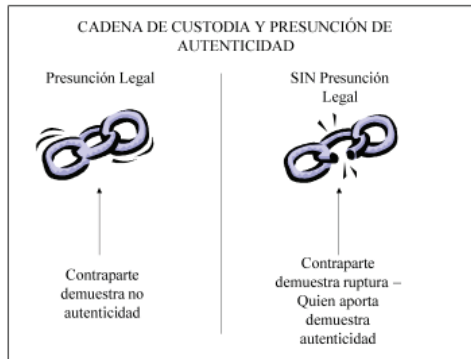 CADENA DE CUSTODIA Y PRESUNCIÓN DE
AUTENTICIDAD
Presunción Legal
Contraparte
demuestra no
autenticidad
SIN Presunción
Legal
Contraparte
demuestra ruptura –
Quien aporta
demuestra
autenticidad